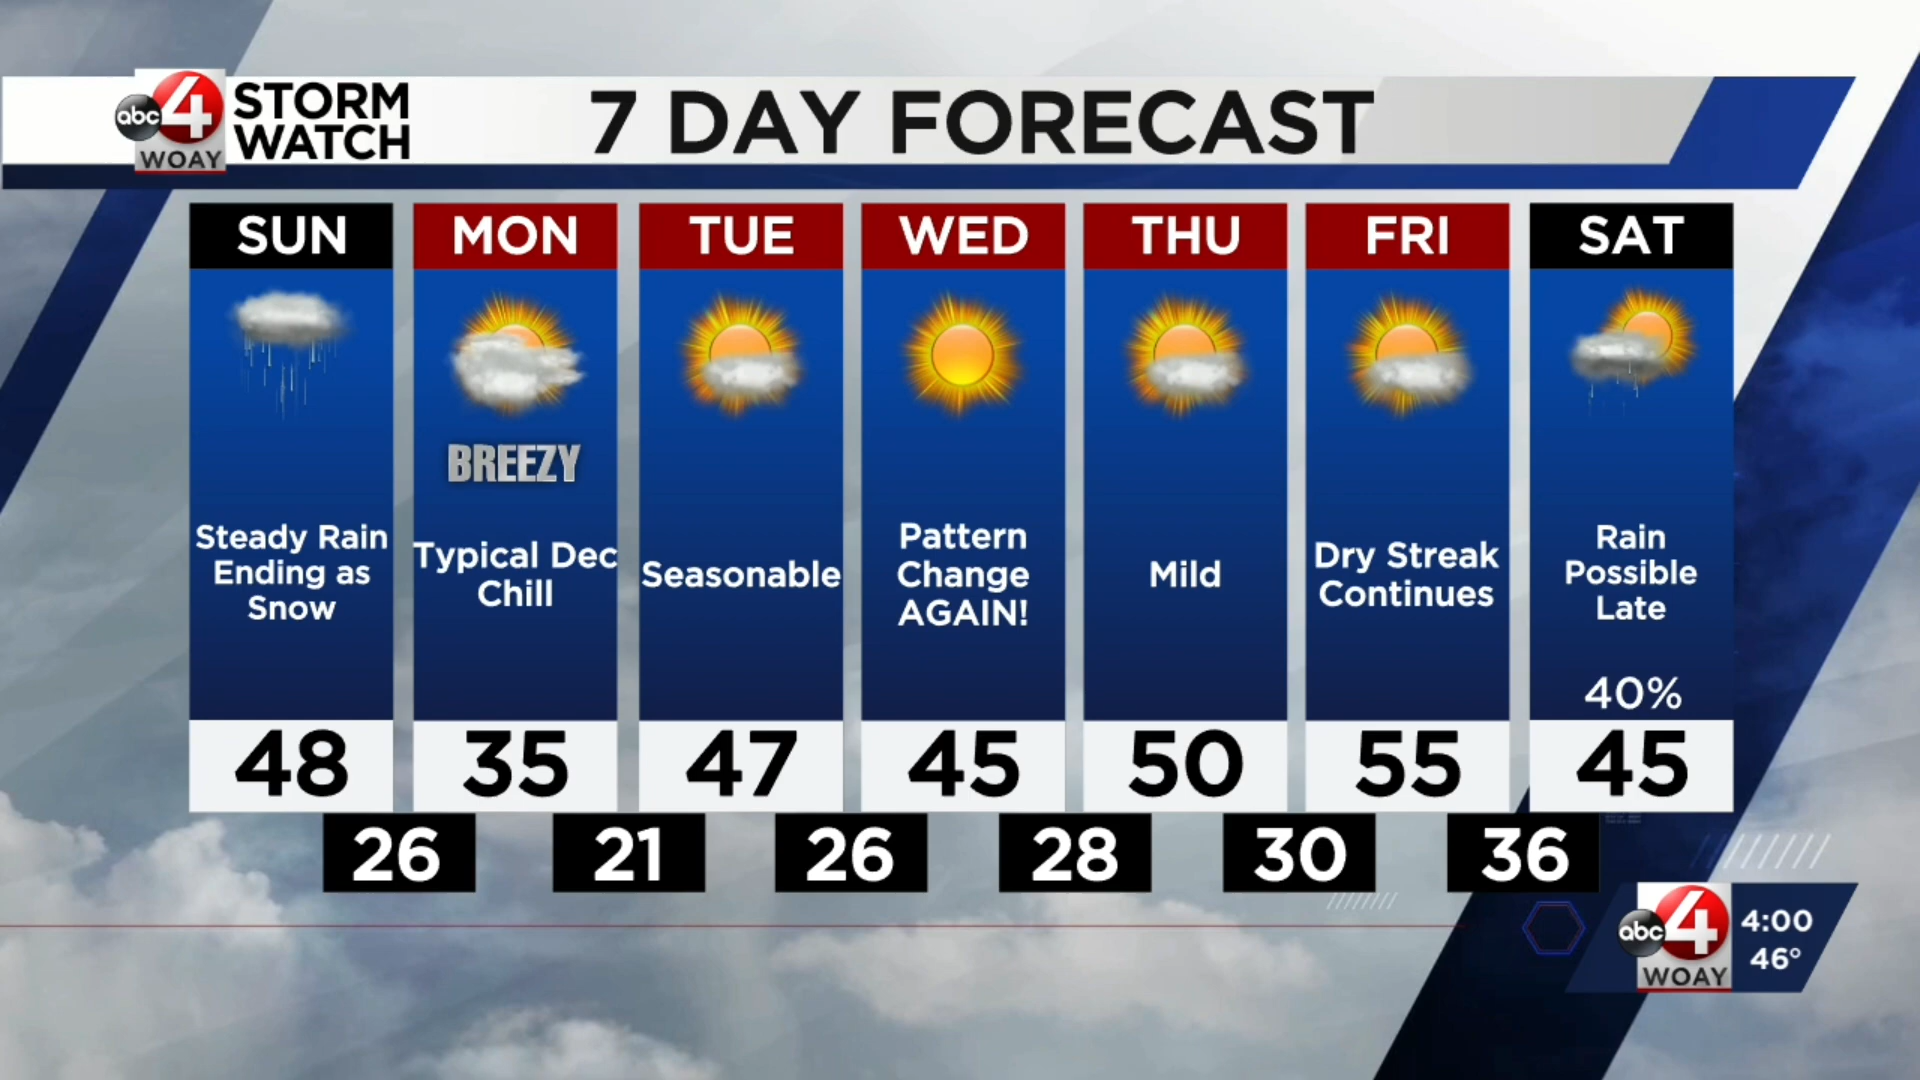 abc 4 WOAY
STORM
WATCH
7 DAY FORECAST
SUN
Steady Rain
Ending as
Snow
48
MON
BREEZY
Typical Dec
Chill
35
TUE
Seasonable
47
WED
Pattern
Change
AGAIN!
45
THU
Mild
50
FRI
Dry Streak
Continues
55
SAT
Rain
Possible
Late
40%
45
26
21
26
28
30
36
abc 4 WOAY
4:00
46°